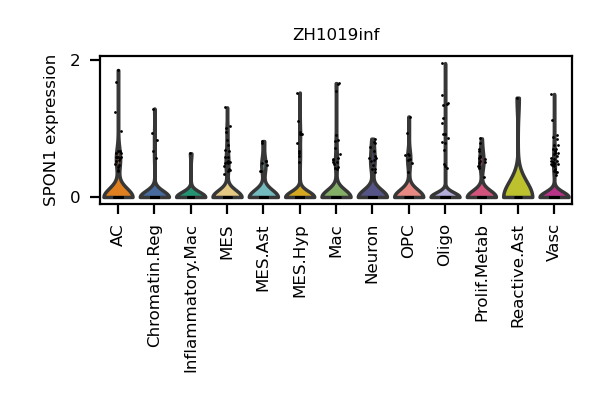 ZH1019inf
SPON1 expression
2
0
AC
Chromatin.Reg
Inflammatory.Mac
MES
MES.Ast
MES.Hyp
Mac
Neuron
OPC
Oligo
Prolif.Metab
Reactive.Ast
Vasc